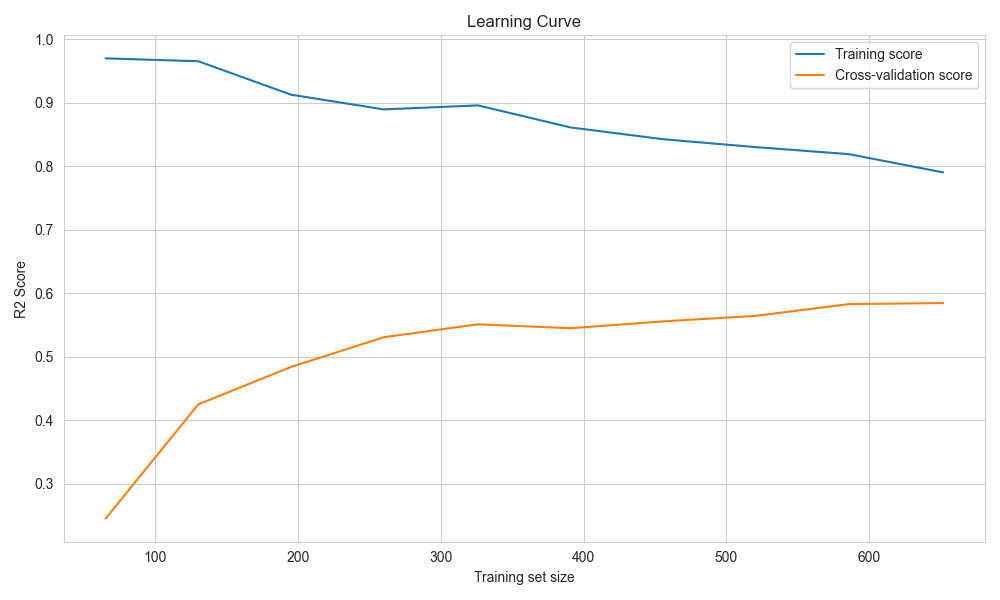 Learning Curve
Training score
Cross-validation score
1.0
0.9
0.8
0.7
0.6
0.5
0.4
0.3
R2 Score
100 200 300 400 500 600
Training set size